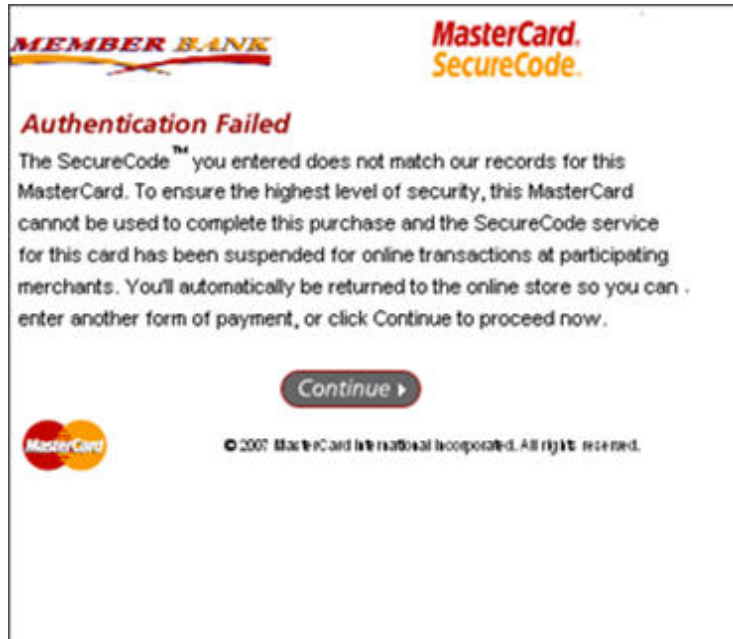 MEMBER BANK
MasterCard.
SecureCode.
Authentication Failed
The SecureCode™ you entered does not match our records for this
MasterCard. To ensure the highest level of security, this MasterCard
cannot be used to complete this purchase and the SecureCode service
for this card has been suspended for online transactions at participating
merchants. You'll automatically be returned to the online store so you can
enter another form of payment, or click Continue to proceed now.
Continue
MasterCard
© 2007 MasterCard International Incorporated. All rights reserved.